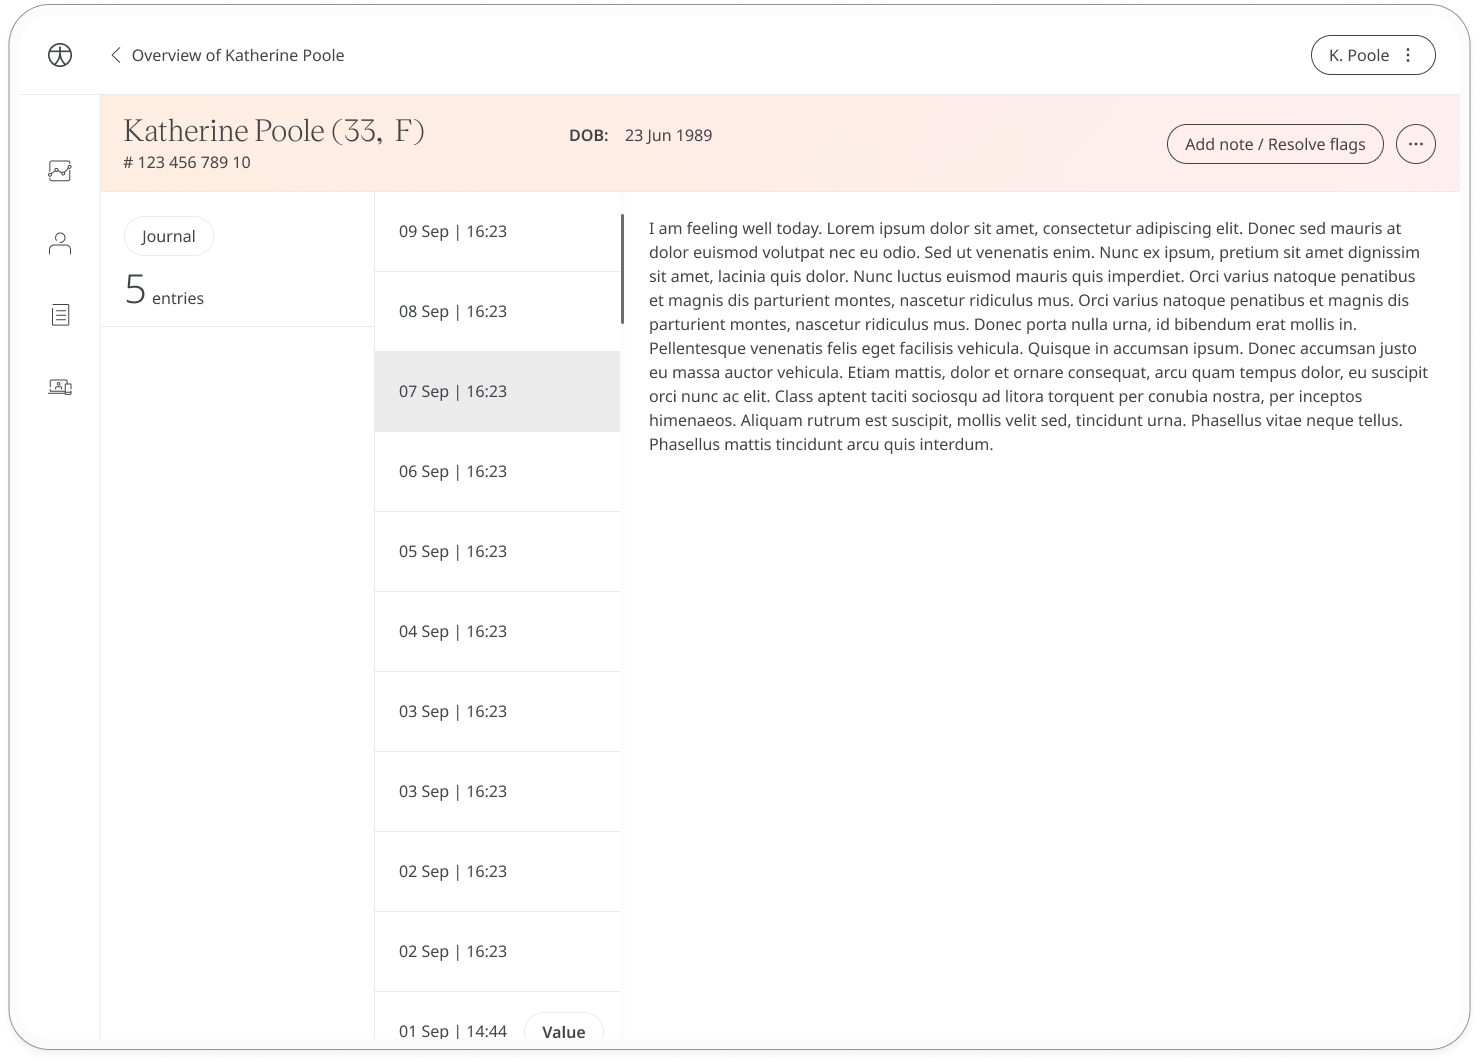 Overview of Katherine Poole
K. Poole
Katherine Poole (33, F)
# 123 456 789 10
DOB: 23 Jun 1989
Add note / Resolve flags
Journal
5 entries
09 Sep | 16:23
08 Sep | 16:23
07 Sep | 16:23
06 Sep | 16:23
05 Sep | 16:23
04 Sep | 16:23
03 Sep | 16:23
03 Sep | 16:23
02 Sep | 16:23
02 Sep | 16:23
01 Sep | 14:44 Value
I am feeling well today. Lorem ipsum dolor sit amet, consectetur adipiscing elit. Donec sed mauris at
dolor euismod volutpat nec eu odio. Sed ut venenatis enim. Nunc ex ipsum, pretium sit amet dignissim
sit amet, lacinia quis dolor. Nunc luctus euismod mauris quis imperdiet. Orci varius natoque penatibus
et magnis dis parturient montes, nascetur ridiculus mus. Orci varius natoque penatibus et magnis dis
parturient montes, nascetur ridiculus mus. Donec porta nulla urna, id bibendum erat mollis in.
Pellentesque venenatis felis eget facilisis vehicula. Quisque in accumsan ipsum. Donec accumsan justo
eu massa auctor vehicula. Etiam mattis, dolor et ornare consequat, arcu quam tempus dolor, eu suscipit
orci nunc ac elit. Class aptent taciti sociosqu ad litora torquent per conubia nostra, per inceptos
himenaeos. Aliquam rutrum est suscipit, mollis velit sed, tincidunt urna. Phasellus vitae neque tellus.
Phasellus mattis tincidunt arcu quis interdum.